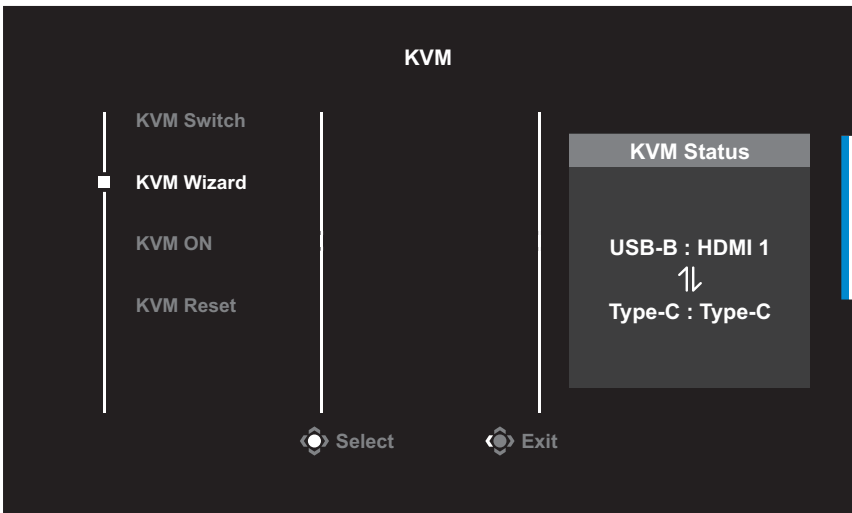 KVM
KVM Switch
KVM Wizard
KVM ON
KVM Reset
KVM Status
USB-B : HDMI 1
Type-C : Type-C
Select
Exit